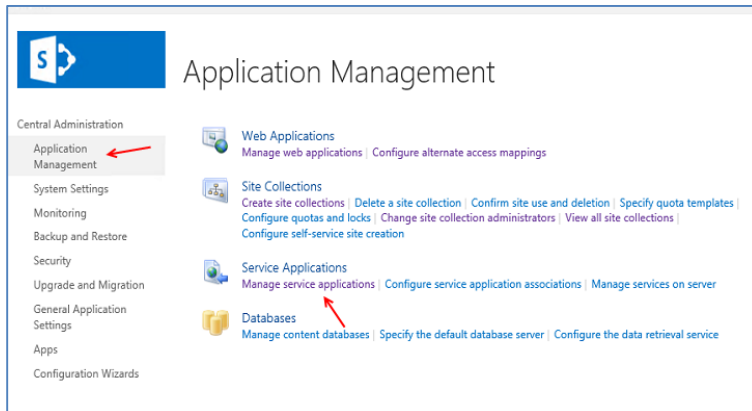 S
Application Management
Central Administration
Application
Management
System Settings
Monitoring
Backup and Restore
Security
Upgrade and Migration
General Application
Settings
Apps
Configuration Wizards
Web Applications
Manage web applications | Configure alternate access mappings
Site Collections
Create site collections | Delete a site collection | Confirm site use and deletion | Specify quota templates |
Configure quotas and locks | Change site collection administrators | View all site collections |
Configure self-service site creation
Service Applications
Manage service applications | Configure service application associations | Manage services on server
Databases
Manage content databases | Specify the default database server | Configure the data retrieval service